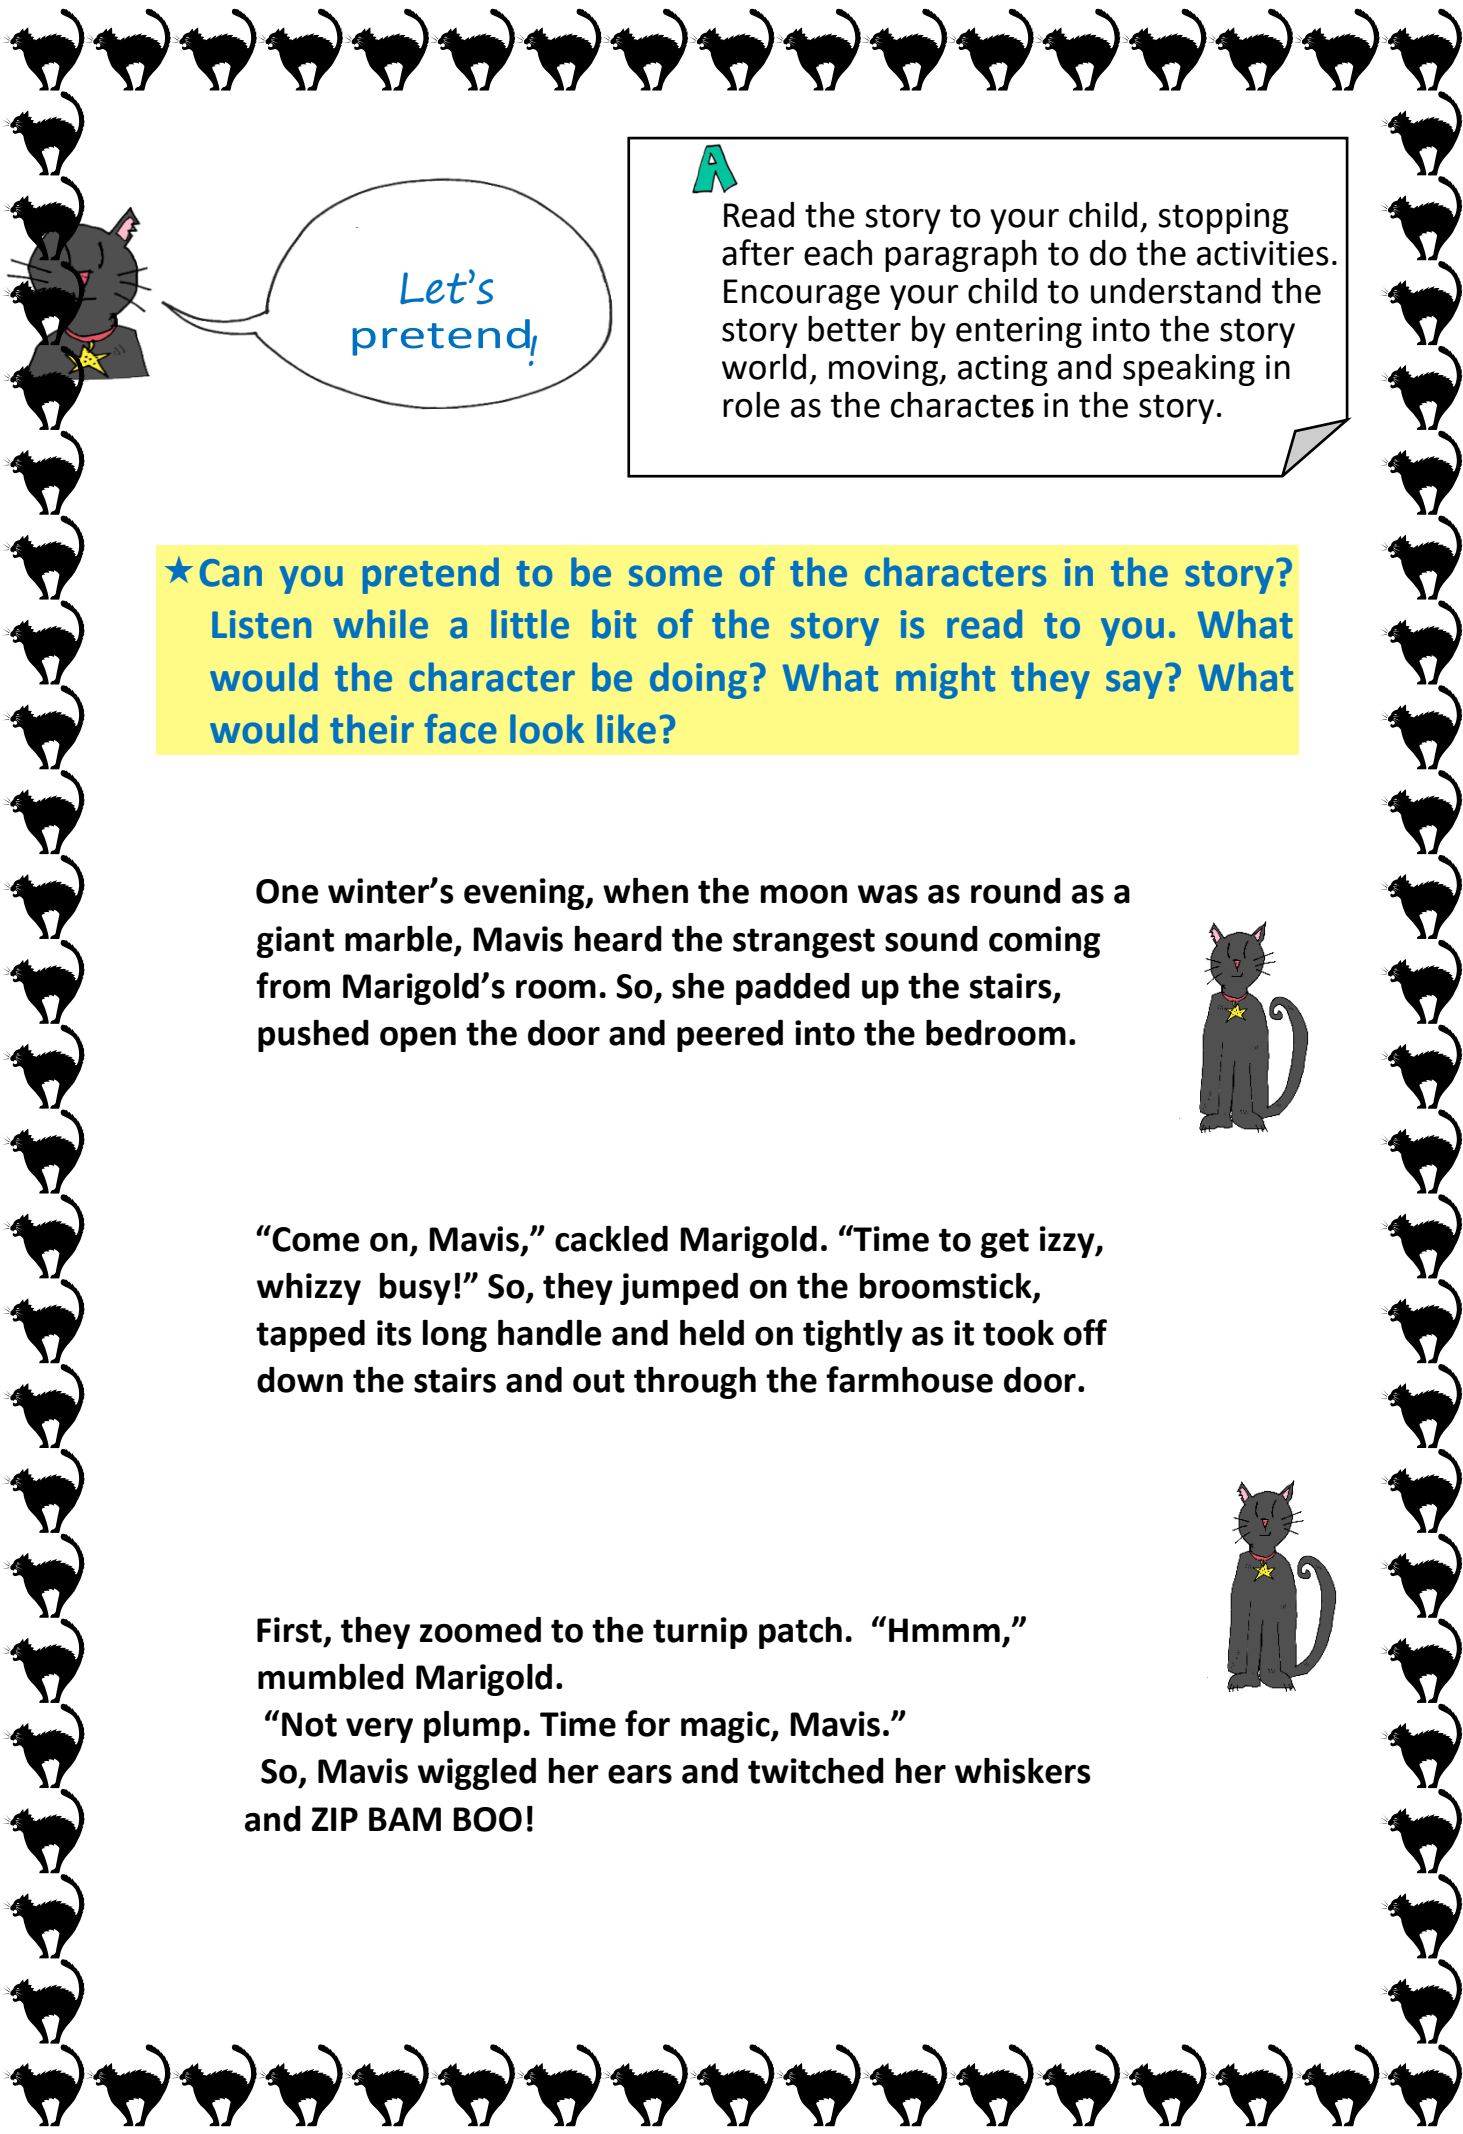 Let's
pretend!
A
Read the story to your child, stopping
after each paragraph to do the activities.
Encourage your child to understand the
story better by entering into the story
world, moving, acting and speaking in
role as the characters in the story.
★Can you pretend to be some of the characters in the story?
Listen while a little bit of the story is read to you. What
would the character be doing? What might they say? What
would their face look like?
One winter’s evening, when the moon was as round as a
giant marble, Mavis heard the strangest sound coming
from Marigold’s room. So, she padded up the stairs,
pushed open the door and peered into the bedroom.
“Come on, Mavis,” cackled Marigold. “Time to get izzy,
whizzy  busy!” So, they jumped on the broomstick,
tapped its long handle and held on tightly as it took off
down the stairs and out through the farmhouse door.
First, they zoomed to the turnip patch.  “Hmmm,”
mumbled Marigold.
“Not very plump. Time for magic, Mavis.”
So, Mavis wiggled her ears and twitched her whiskers
and ZIP BAM BOO!